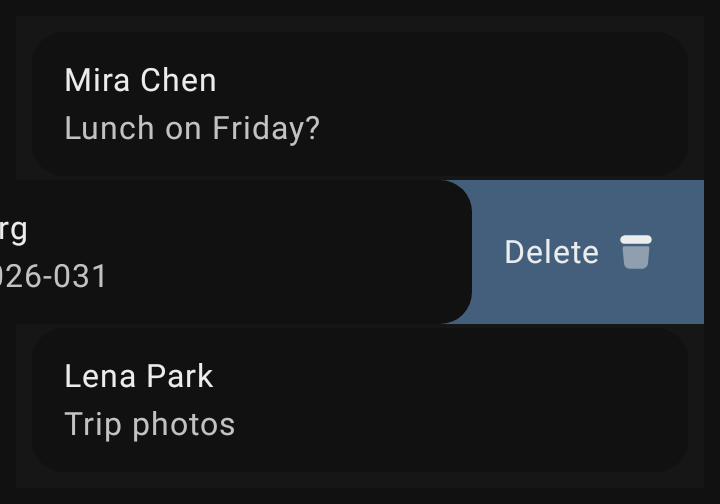 Mira Chen
Lunch on Friday?
rg
026-031
Delete
Lena Park
Trip photos